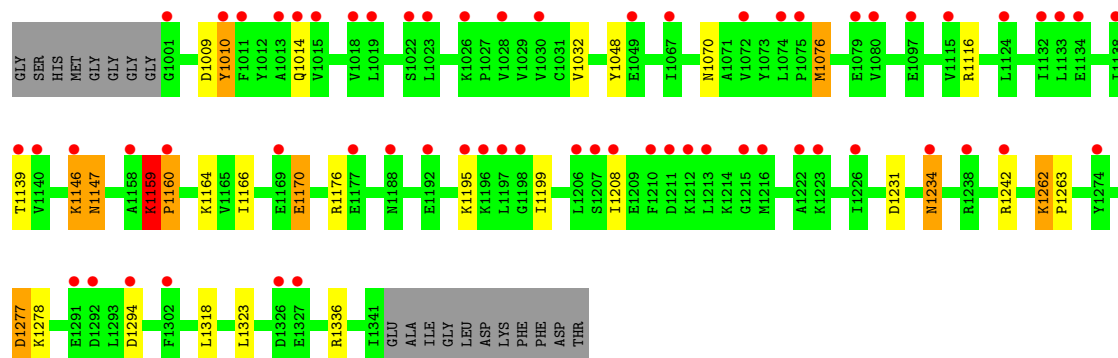 GLY SER HIS MET GLY GLY GLY GLY G1001 D1009 Y1010 F1011 Y1012 A1013 Q1014 V1015 V1018 L1019 S1022 L1023 K1026 P1027 V1028 V1029 V1030 C1031 V1032 Y1048 E1049 I1067 N1070 A1071 V1072 Y1073 L1074 P1075 M1076 E1079 V1080 E1097 V1115 R1116 L1124 I1132 L1133 E1134 I1138
T1139 V1140 K1146 N1147 A1158 K1159 P1160 K1164 V1165 I1166 E1169 E1170 R1176 E1177 N1188 E1192 K1195 K1196 L1197 G1198 I1199 L1206 S1207 I1208 E1209 F1210 D1211 K1212 L1213 K1214 G1215 M1216 A1222 K1223 I1226 D1231 N1234 R1238 R1242 K1262 P1263 Y1274
D1277 K1278 E1291 D1292 L1293 D1294 F1302 L1318 L1323 D1326 E1327 R1336 I1341 GLU ALA ILE GLY LEU ASP LYS PHE PHE ASP THR